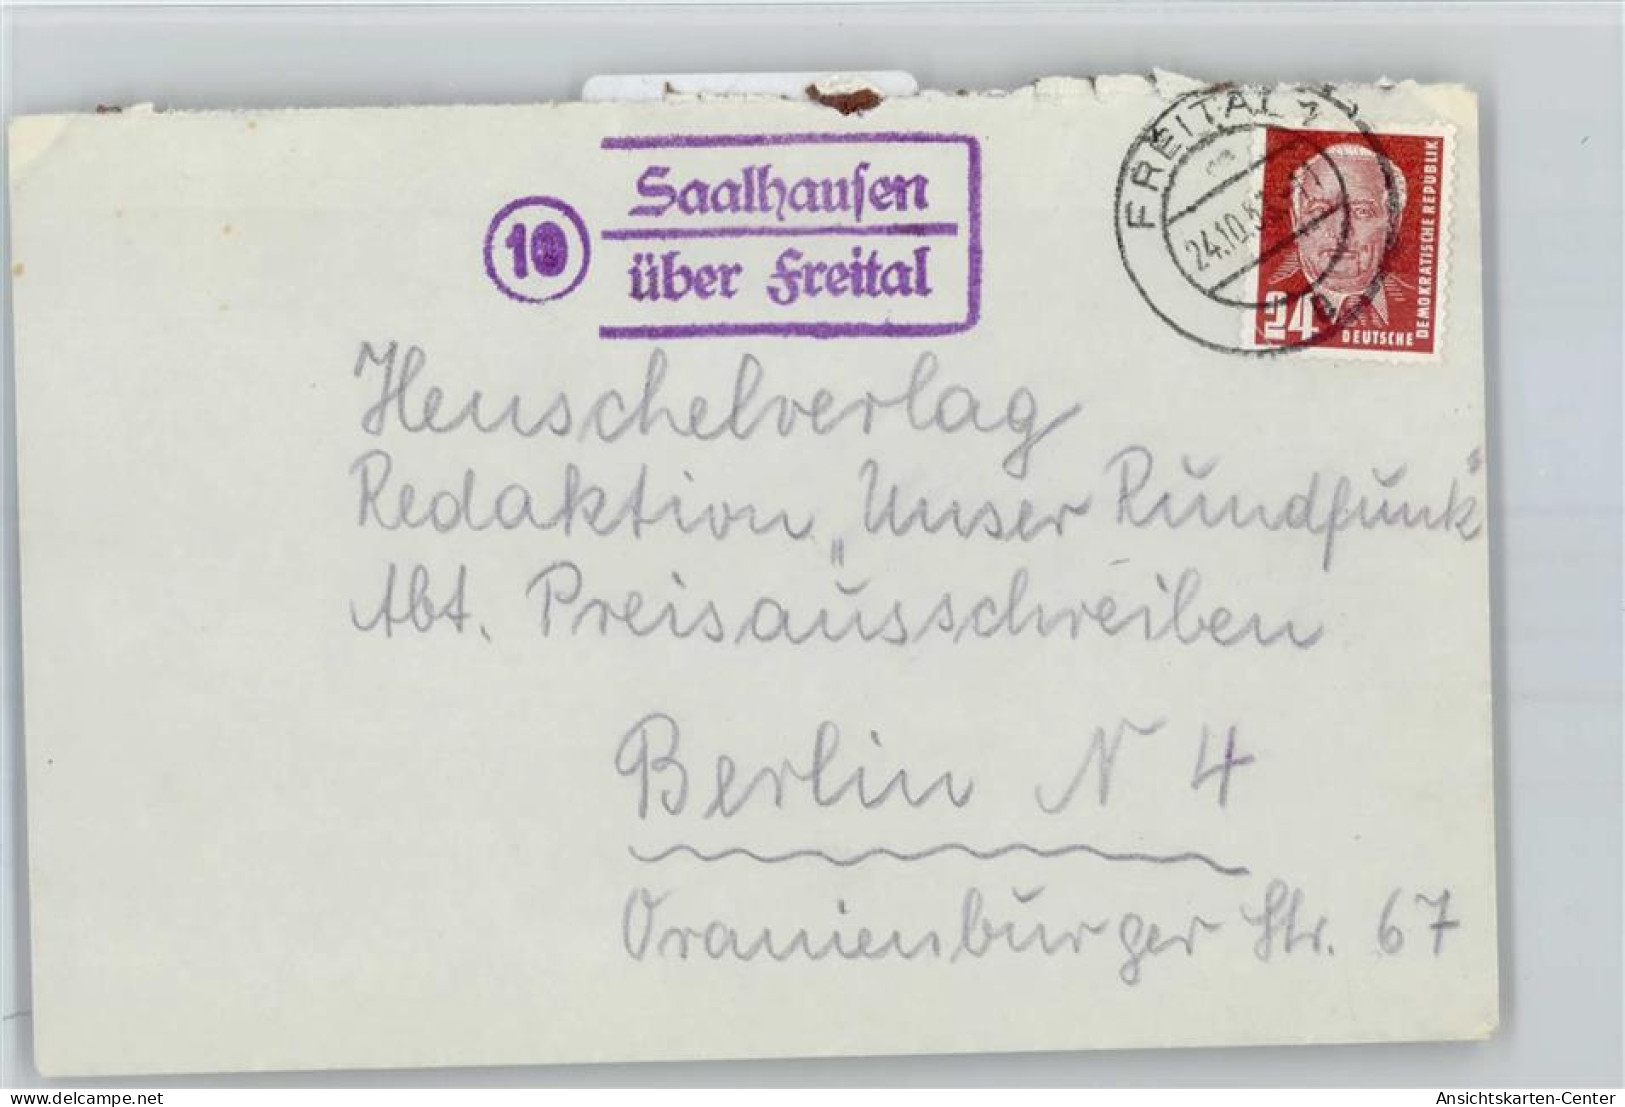 Saalhausen
10
über Freital
FREITAL 2
24.10.5
24
DEUTSCHE
DEMOKRATISCHE REPUBLIK
Henschelverlag
Redaktion „Unser Rundfunk“
Abt. Preisausschreiben
Berlin N 4
Oranienburger Str. 67
www.delcampe.net
Ansichtskarten-Center